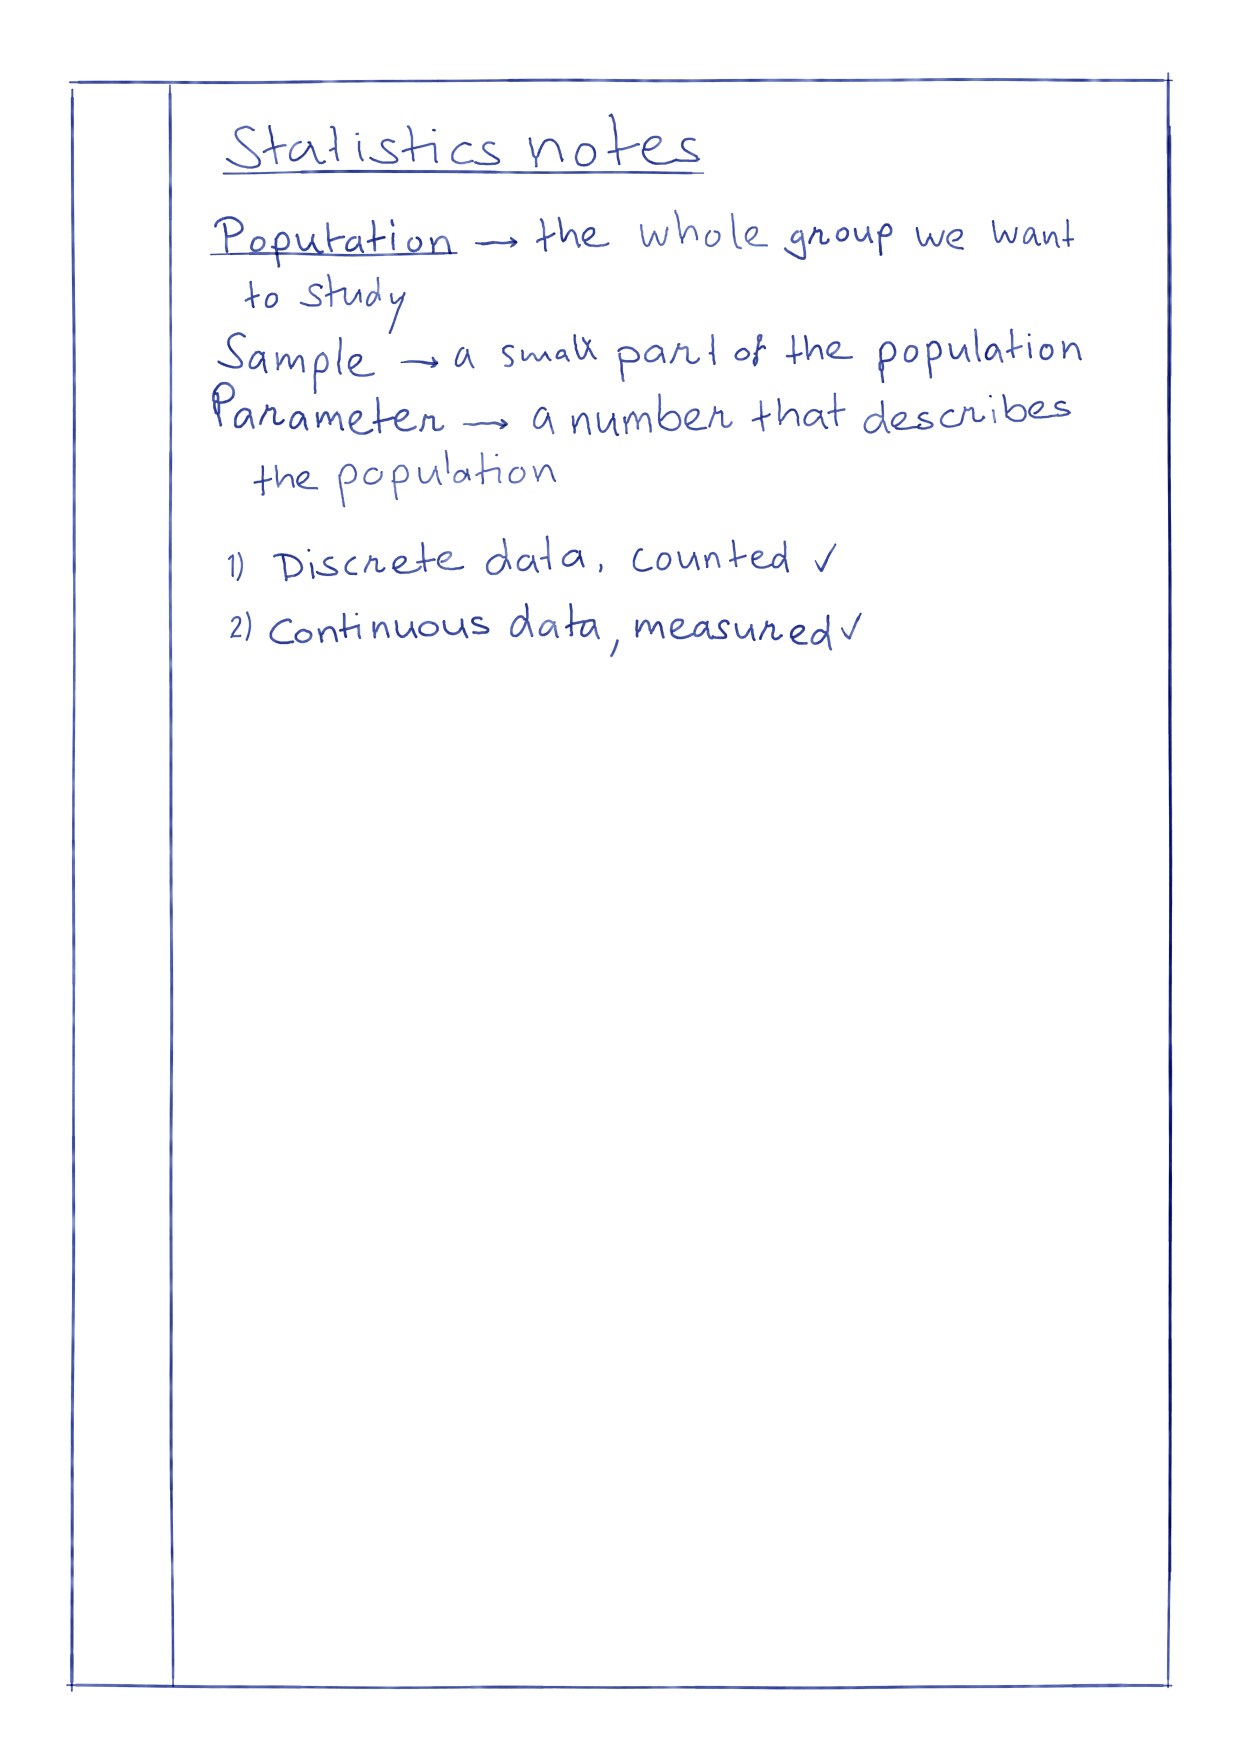 Statistics notes
Population → the whole group we want
to study
Sample → a small part of the population
Parameter → a number that describes
the population
1) Discrete data, counted ✓
2) Continuous data, measured ✓